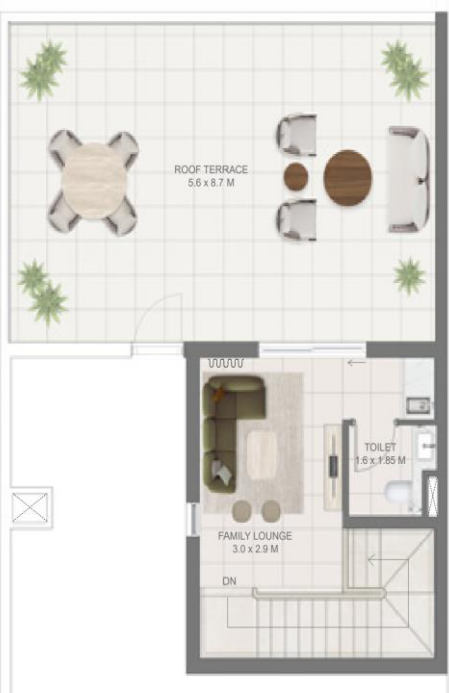 ROOF TERRACE
5.6 x 8.7 M
TOILET
1.6 x 1.85 M
FAMILY LOUNGE
3.0 x 2.9 M
DN